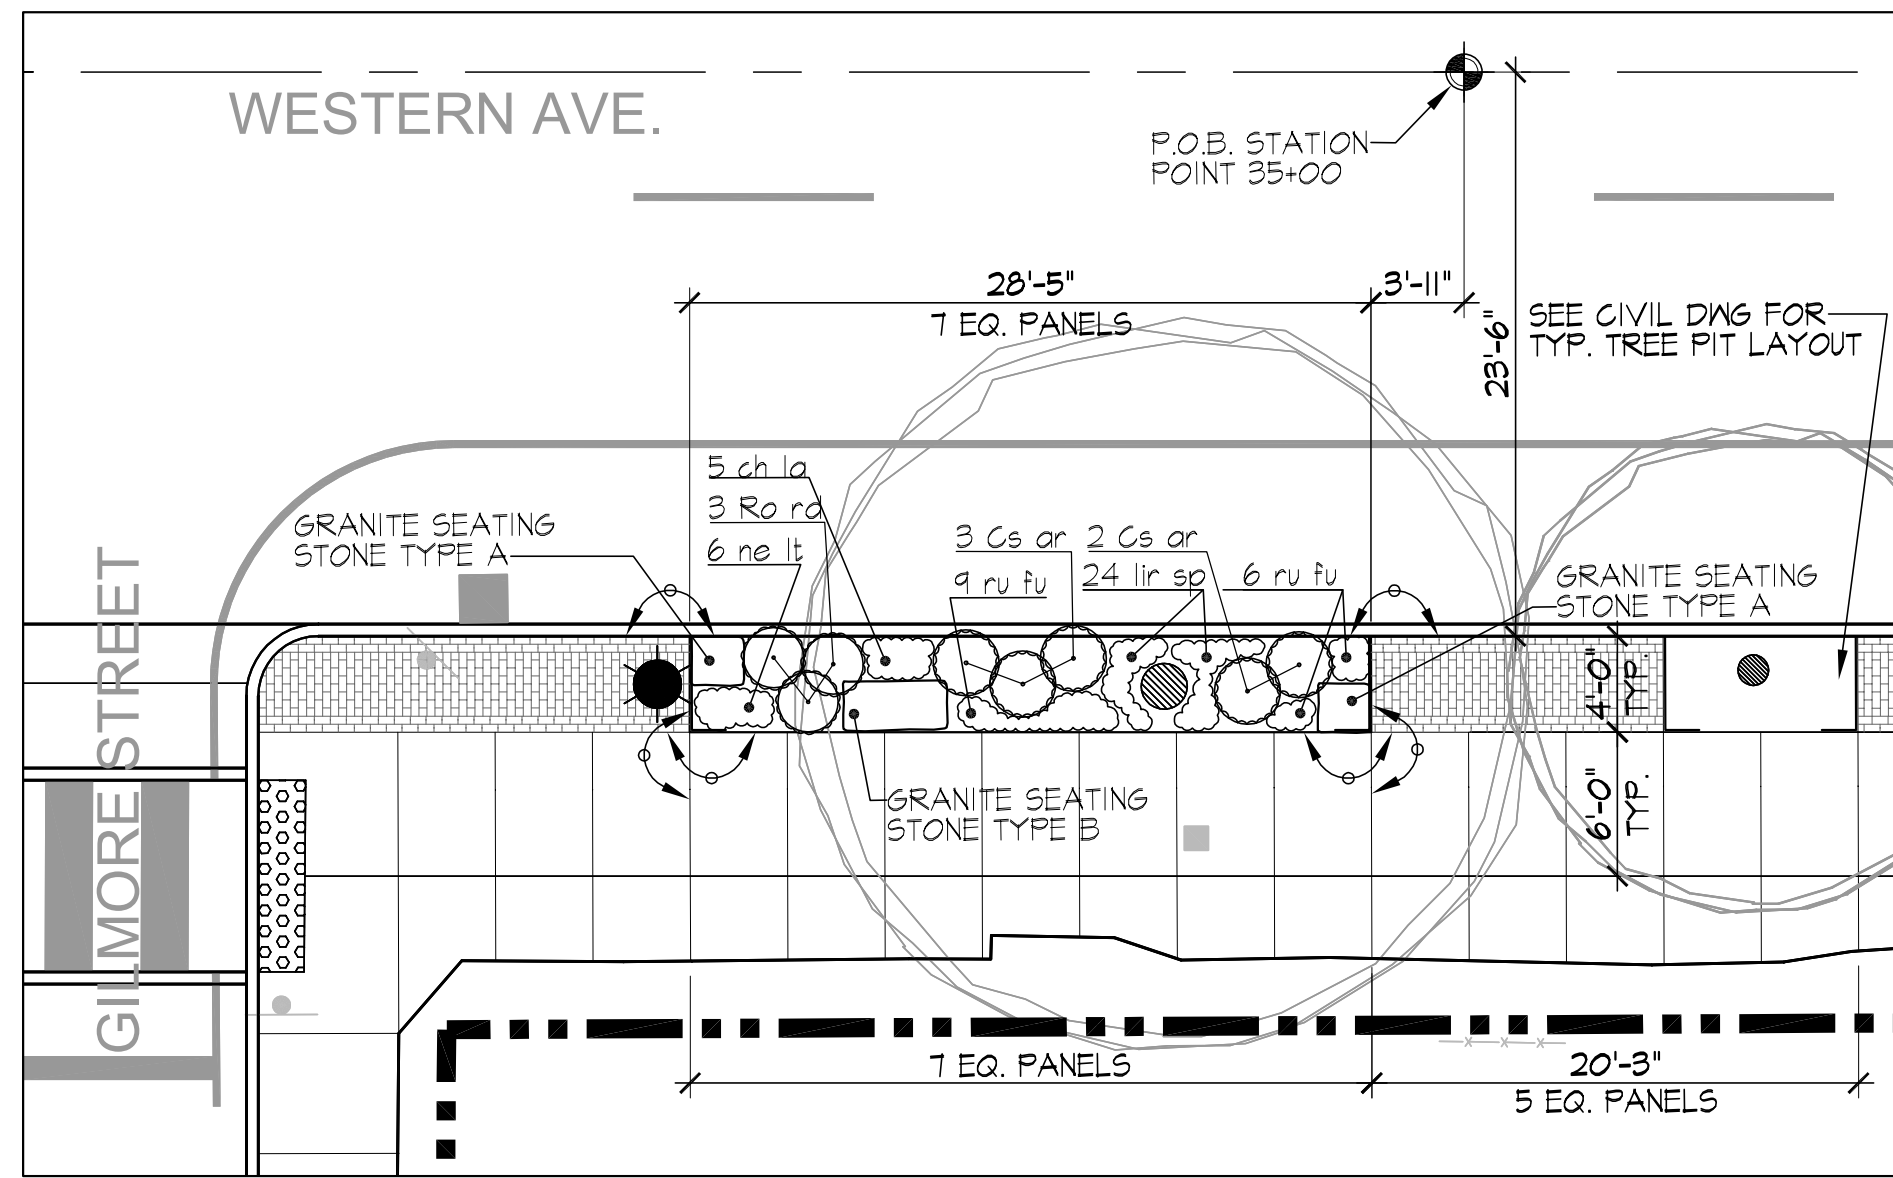 WESTERN AVE.
P.O.B. STATION
POINT 35+00
28'-5"
3'-11"
7 EQ. PANELS
23'-6"
SEE CIVIL DWG FOR
TYP. TREE PIT LAYOUT
5 ch la
3 Ro ra
6 ne lt
GRANITE SEATING
STONE TYPE A
3 Cs ar
2 Cs ar
9 ru fu
24 lir sp
6 ru fu
GRANITE SEATING
STONE TYPE A
GILMORE STREET
4'-0"
TYP.
6'-0"
TYP.
GRANITE SEATING
STONE TYPE B
7 EQ. PANELS
20'-3"
5 EQ. PANELS